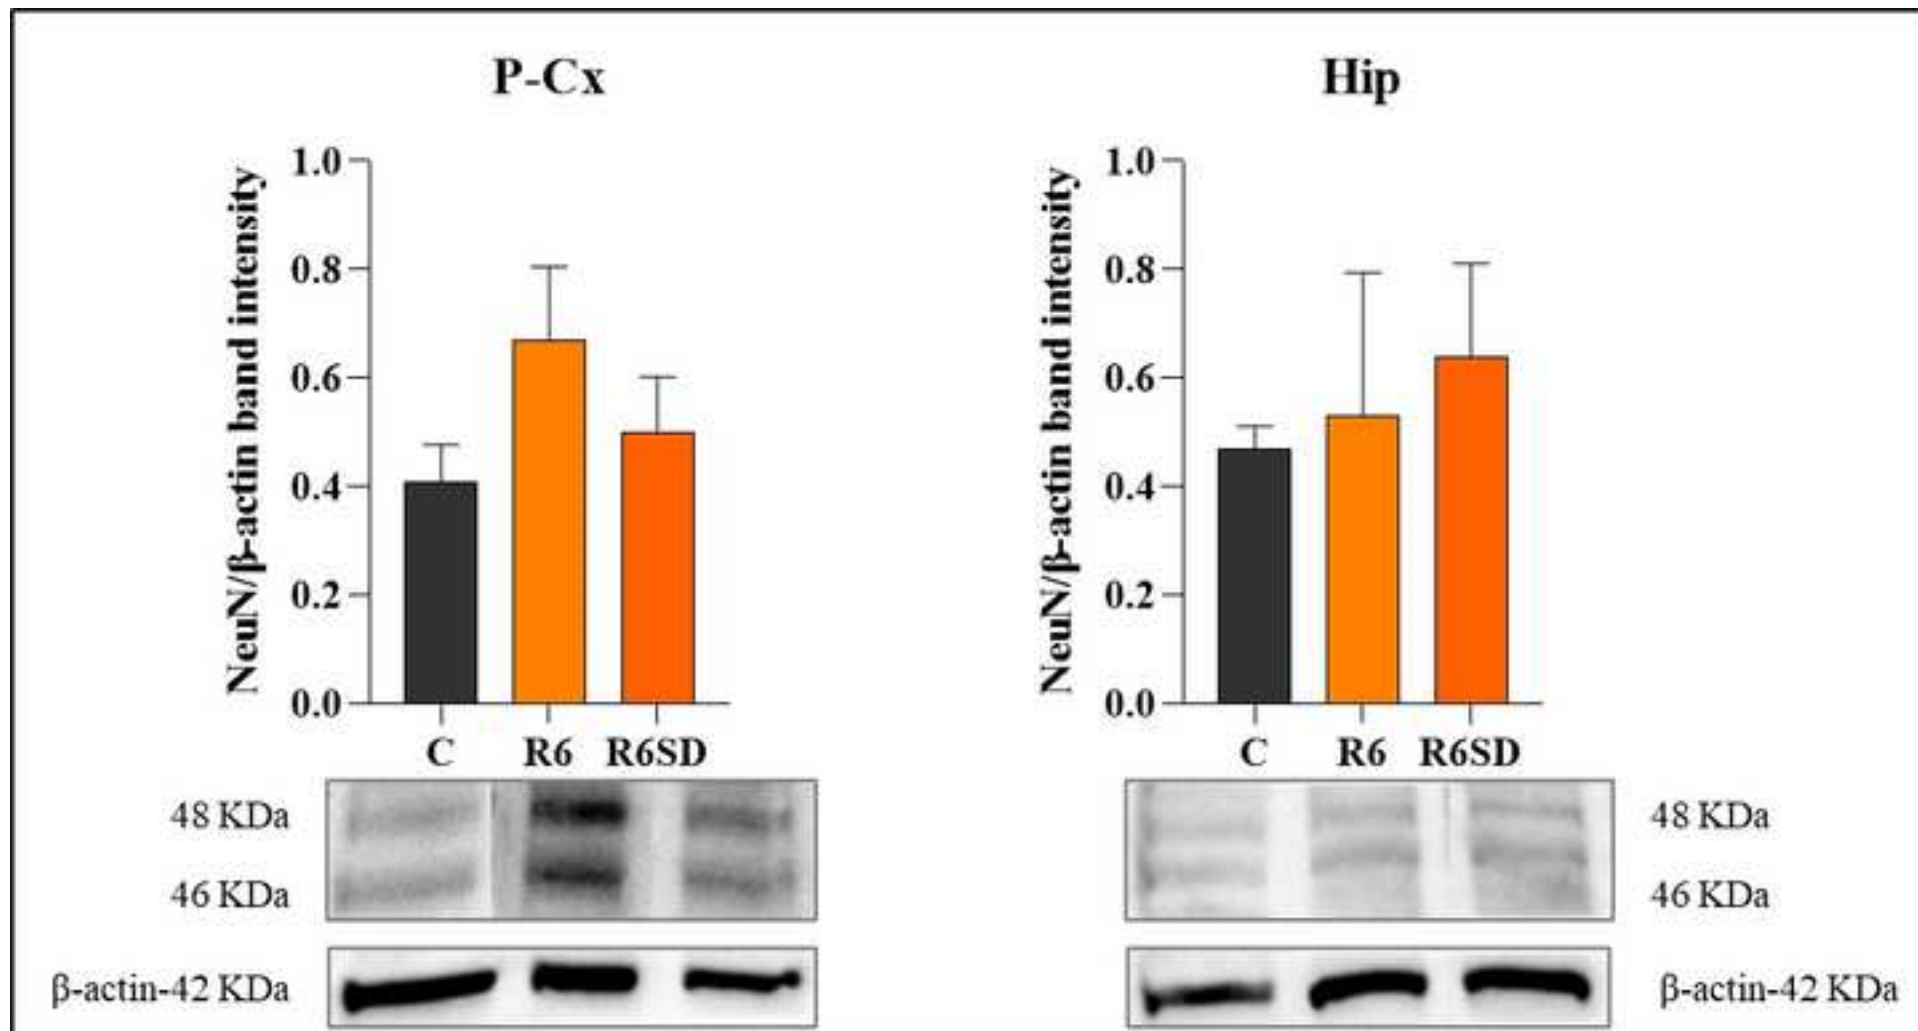 P-Cx
NeuN/β-actin band intensity
1.0
0.8
0.6
0.4
0.2
0.0
C R6 R6SD
48 KDa
46 KDa
β-actin-42 KDa
Hip
NeuN/β-actin band intensity
1.0
0.8
0.6
0.4
0.2
0.0
C R6 R6SD
48 KDa
46 KDa
β-actin-42 KDa